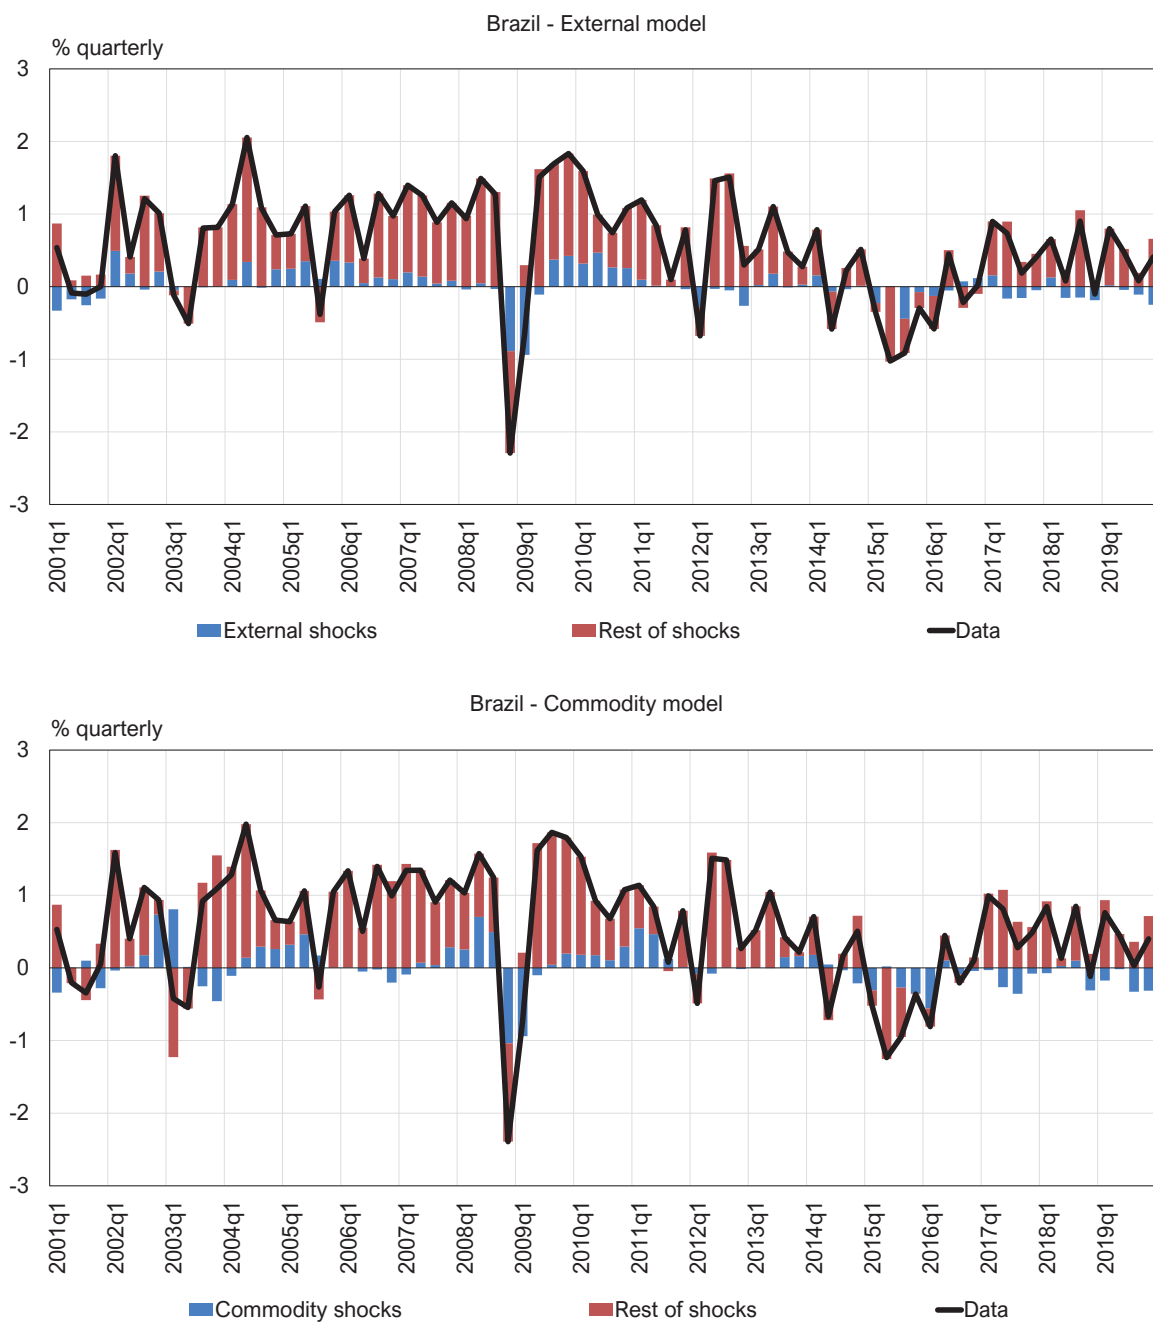 Brazil - External model
% quarterly
3
2
1
0
-1
-2
-3
2001q1
2002q1
2003q1
2004q1
2005q1
2006q1
2007q1
2008q1
2009q1
2010q1
2011q1
2012q1
2013q1
2014q1
2015q1
2016q1
2017q1
2018q1
2019q1
External shocks Rest of shocks Data
Brazil - Commodity model
% quarterly
3
2
1
0
-1
-2
-3
2001q1
2002q1
2003q1
2004q1
2005q1
2006q1
2007q1
2008q1
2009q1
2010q1
2011q1
2012q1
2013q1
2014q1
2015q1
2016q1
2017q1
2018q1
2019q1
Commodity shocks Rest of shocks Data